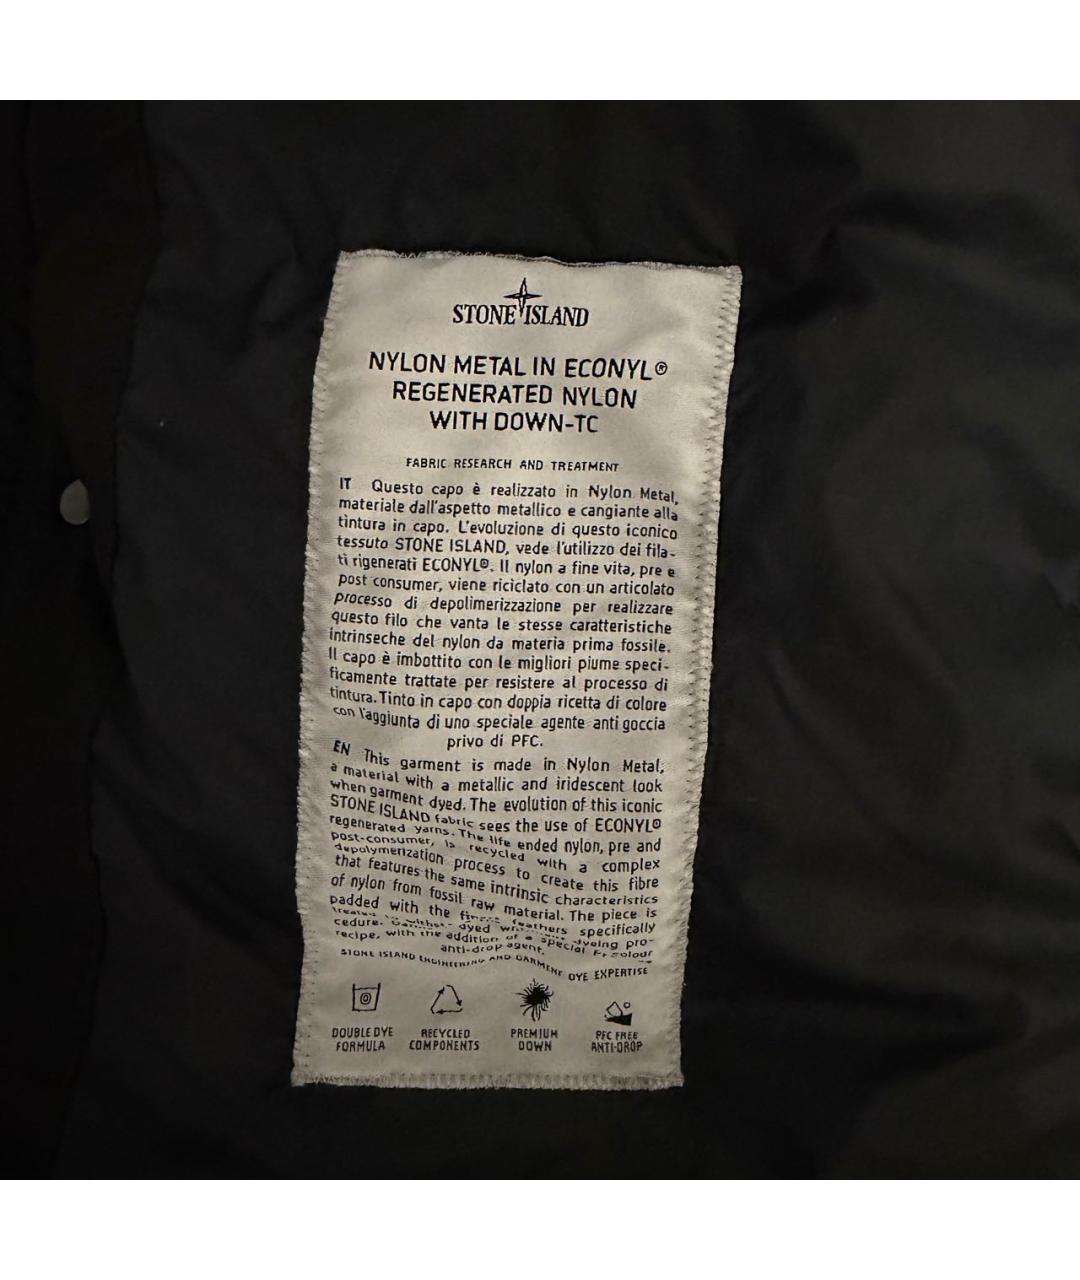 STONE ISLAND
NYLON METAL IN ECONYL®
REGENERATED NYLON
WITH DOWN-TC
FABRIC RESEARCH AND TREATMENT
IT Questo capo è realizzato in Nylon Metal,
materiale dall'aspetto metallico e cangiante alla
tintura in capo. L'evoluzione di questo iconico
tessuto STONE ISLAND, vede l'utilizzo dei fila-
ti rigenerati ECONYL®. Il nylon a fine vita, pre e
post consumer, viene riciclato con un articolato
processo di depolimerizzazione per realizzare
questo filo che vanta le stesse caratteristiche
intrinseche del nylon da materia prima fossile.
Il capo è imbottito con le migliori piume speci-
ficamente trattate per resistere al processo di
tintura. Tinto in capo con doppia ricetta di colore
con l'aggiunta di uno speciale agente anti goccia
privo di PFC.
EN This garment is made in Nylon Metal,
a material with a metallic and iridescent look
when garment dyed. The evolution of this iconic
STONE ISLAND fabric sees the use of ECONYL®
regenerated yarns. The life ended nylon, pre and
post-consumer, is recycled with a complex
depolymerization process to create this fibre
that features the same intrinsic characteristics
of nylon from fossil raw material. The piece is
padded with the finest feathers specifically
treated dyed dyeing pro-
cedure. colour
recipe, with the addition of a special
anti-drop agent.
STONE ISLAND ENGINEERING AND GARMENT DYE EXPERTISE
DOUBLE DYE
FORMULA
RECYCLED
COMPONENTS
PREMIUM
DOWN
PFC FREE
ANTI-DROP